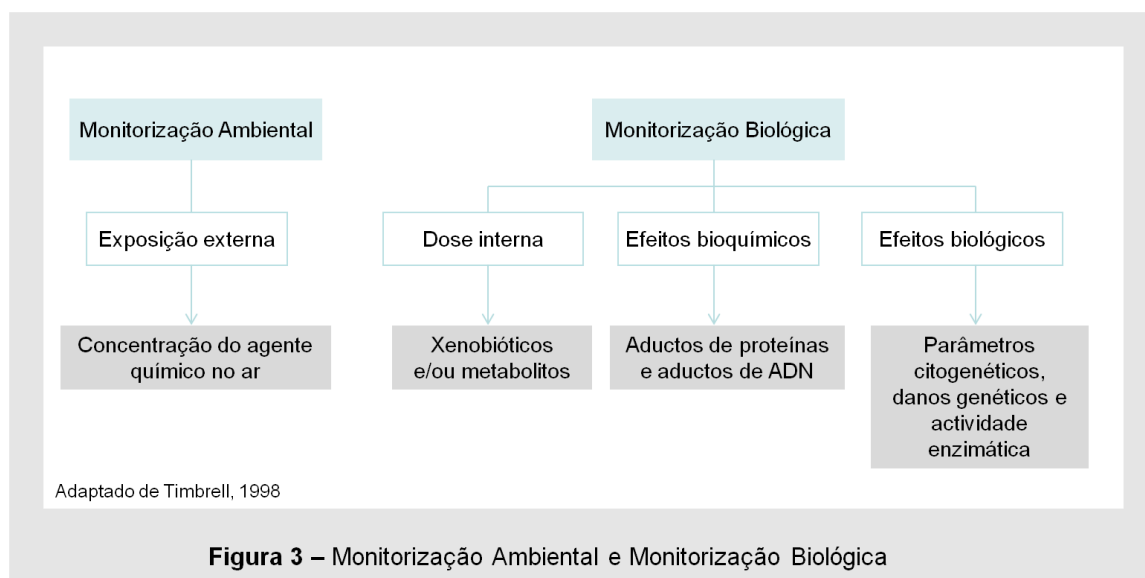 Monitorização Ambiental
Monitorização Biológica
Exposição externa
Dose interna
Efeitos bioquímicos
Efeitos biológicos
Concentração do agente
químico no ar
Xenobióticos
e/ou metabolitos
Aductos de proteínas
e aductos de ADN
Parâmetros
citogenéticos,
danos genéticos e
actividade
enzimática
Adaptado de Timbrell, 1998
Figura 3 – Monitorização Ambiental e Monitorização Biológica